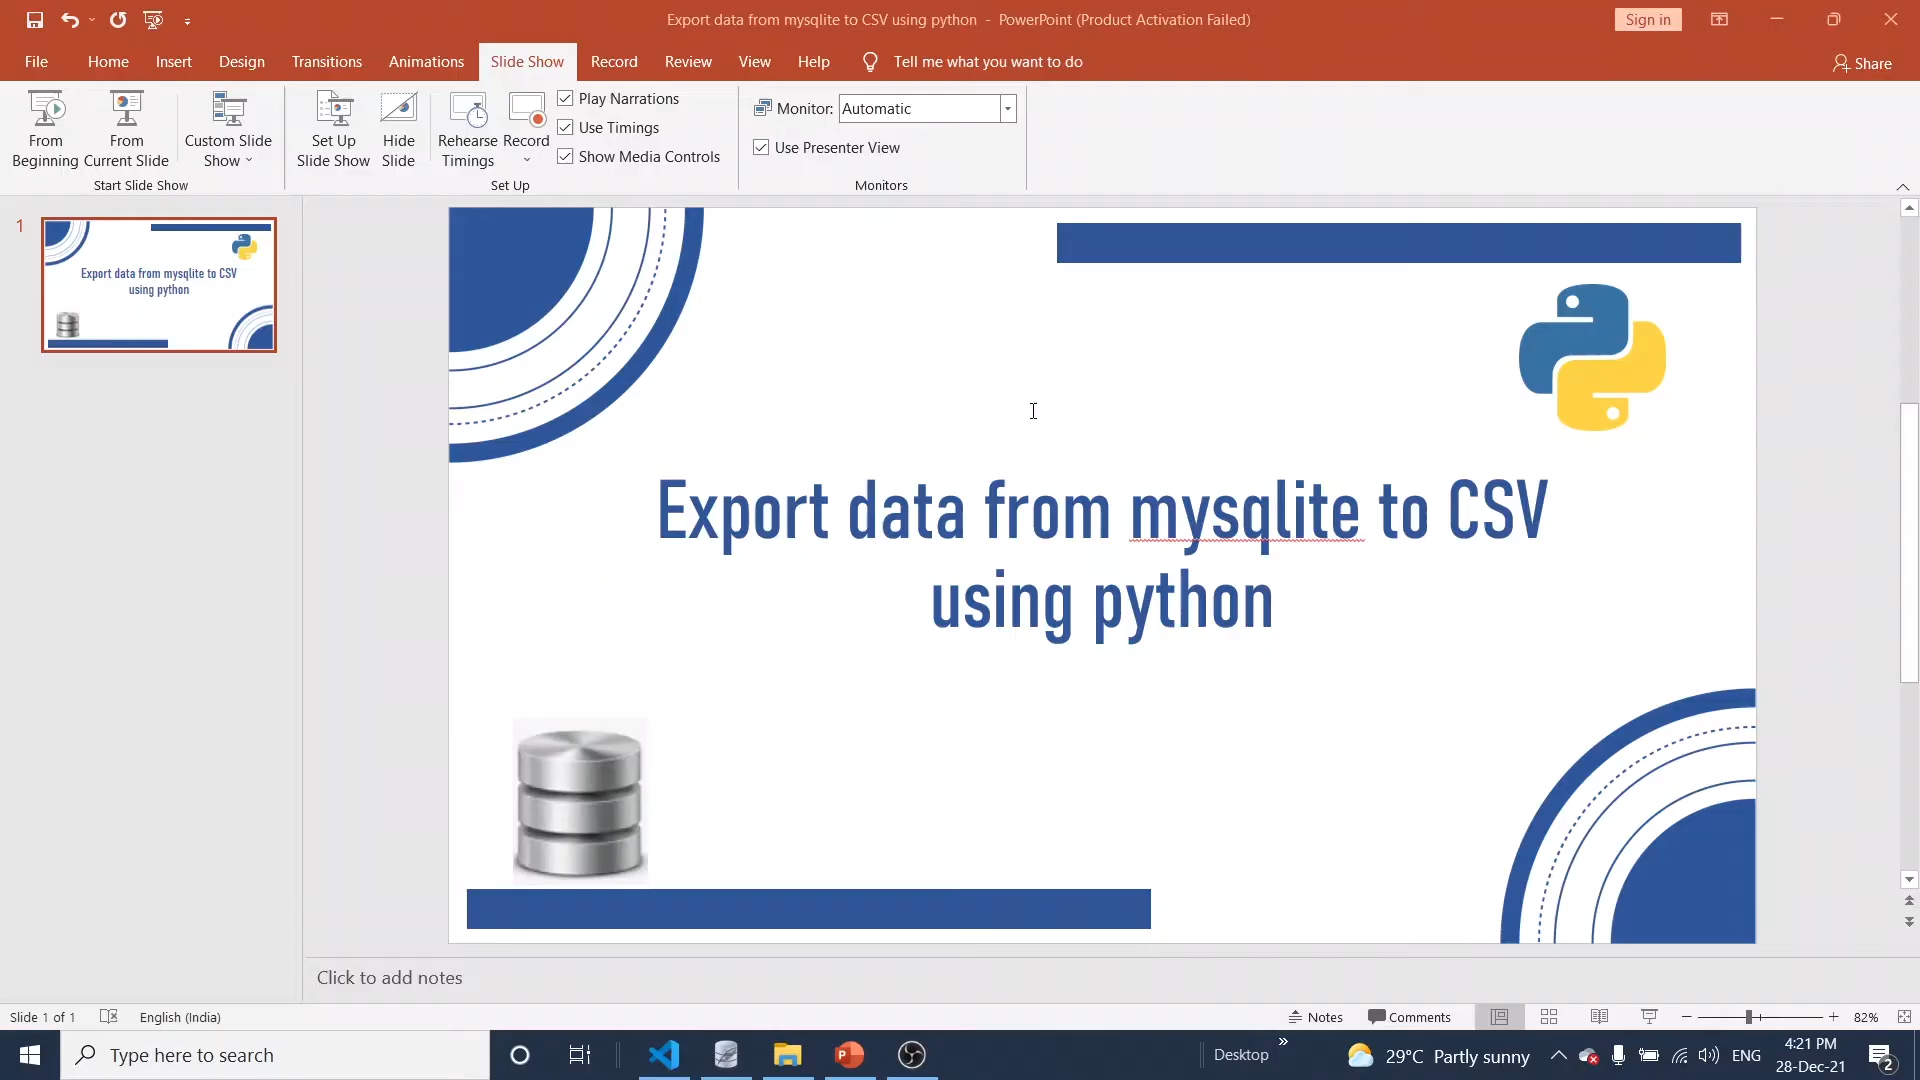 Export data from mysqlite to CSV using python - PowerPoint (Product Activation Failed)
Sign in
File Home Insert Design Transitions Animations Slide Show Record Review View Help Tell me what you want to do
Share
From Beginning
From Current Slide
Custom Slide Show
Set Up Slide Show
Hide Slide
Rehearse Timings
Record
Play Narrations
Use Timings
Show Media Controls
Monitor: Automatic
Use Presenter View
Start Slide Show
Set Up
Monitors
1
Export data from mysqlite to CSV
using python
Export data from mysqlite to CSV
using python
Click to add notes
Slide 1 of 1 English (India)
Notes Comments 82%
Type here to search
P
Desktop »
29°C Partly sunny
ENG
4:21 PM
28-Dec-21
2